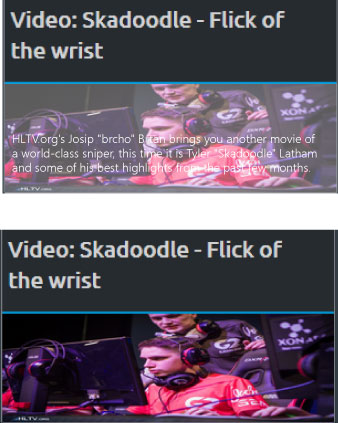 Video: Skadoodle - Flick of
the wrist
HLTV.org's Josip "brcho" Bitan brings you another movie of
a world-class sniper, this time it is Tyler "Skadoodle" Latham
and some of his best highlights from the past few months.
HLTV.org
Video: Skadoodle - Flick of
the wrist
XONAR
HLTV.org